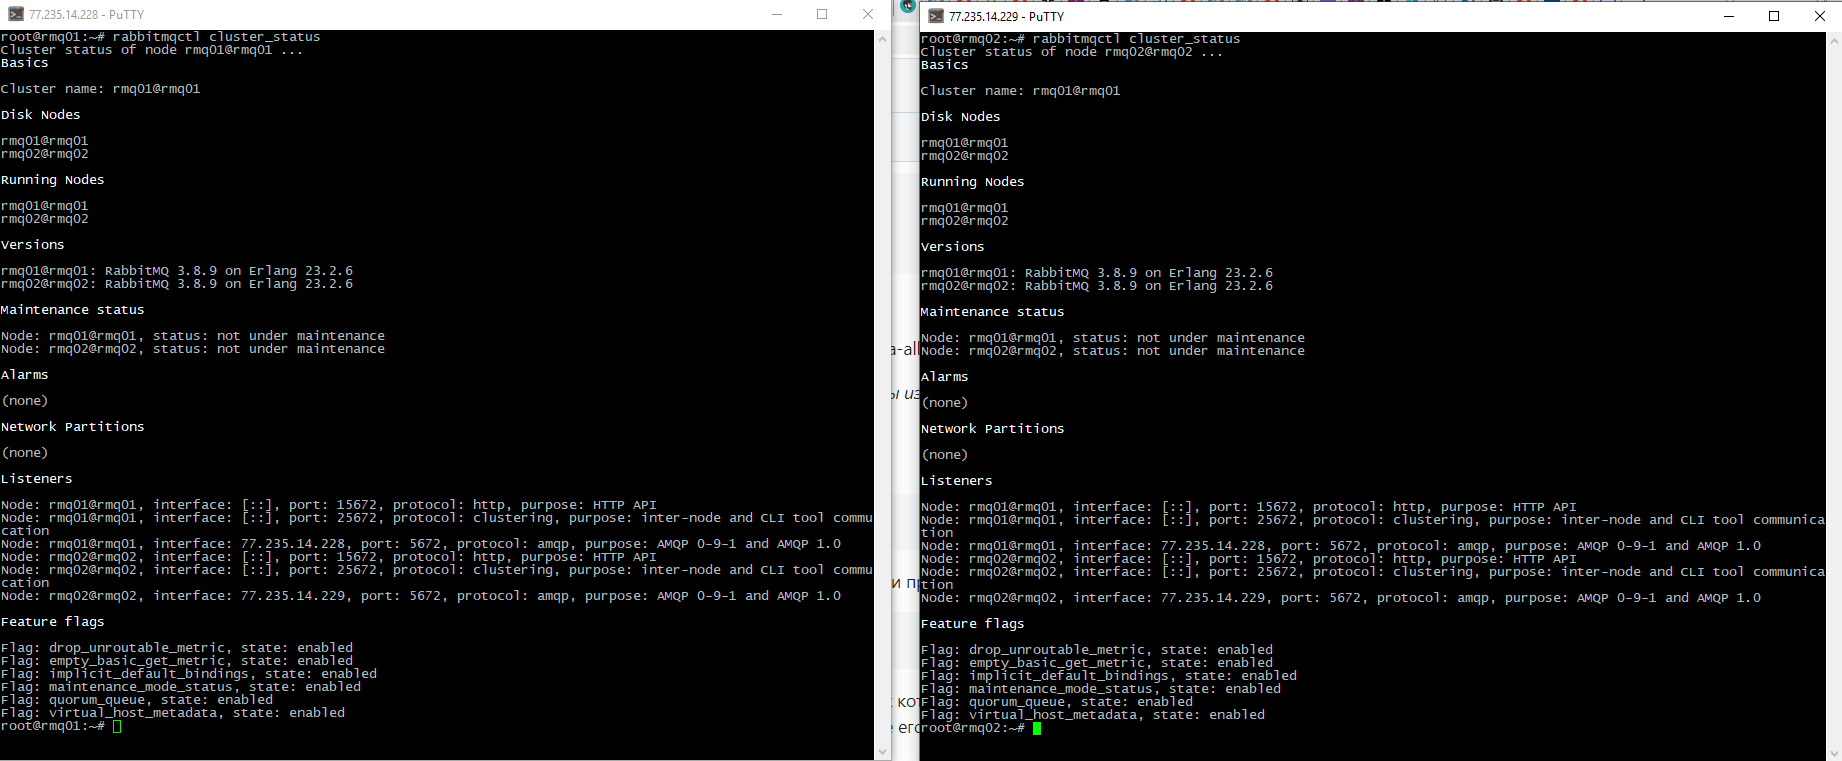 77.235.14.228 - PuTTY
root@rmq01:~# rabbitmqctl cluster_status
Cluster status of node rmq01@rmq01 ...
Basics
Cluster name: rmq01@rmq01
Disk Nodes
rmq01@rmq01
rmq02@rmq02
Running Nodes
rmq01@rmq01
rmq02@rmq02
Versions
rmq01@rmq01: RabbitMQ 3.8.9 on Erlang 23.2.6
rmq02@rmq02: RabbitMQ 3.8.9 on Erlang 23.2.6
Maintenance status
Node: rmq01@rmq01, status: not under maintenance
Node: rmq02@rmq02, status: not under maintenance
Alarms
(none)
Network Partitions
(none)
Listeners
Node: rmq01@rmq01, interface: [::], port: 15672, protocol: http, purpose: HTTP API
Node: rmq01@rmq01, interface: [::], port: 25672, protocol: clustering, purpose: inter-node and CLI tool commu
cation
Node: rmq01@rmq01, interface: 77.235.14.228, port: 5672, protocol: amqp, purpose: AMQP 0-9-1 and AMQP 1.0
Node: rmq02@rmq02, interface: [::], port: 15672, protocol: http, purpose: HTTP API
Node: rmq02@rmq02, interface: [::], port: 25672, protocol: clustering, purpose: inter-node and CLI tool commu
cation
Node: rmq02@rmq02, interface: 77.235.14.229, port: 5672, protocol: amqp, purpose: AMQP 0-9-1 and AMQP 1.0
Feature flags
Flag: drop_unroutable_metric, state: enabled
Flag: empty_basic_get_metric, state: enabled
Flag: implicit_default_bindings, state: enabled
Flag: maintenance_mode_status, state: enabled
Flag: quorum_queue, state: enabled
Flag: virtual_host_metadata, state: enabled
root@rmq01:~#
a-all
ы из
и пр
кот
его
77.235.14.229 - PuTTY
root@rmq02:~# rabbitmqctl cluster_status
Cluster status of node rmq02@rmq02 ...
Basics
Cluster name: rmq01@rmq01
Disk Nodes
rmq01@rmq01
rmq02@rmq02
Running Nodes
rmq01@rmq01
rmq02@rmq02
Versions
rmq01@rmq01: RabbitMQ 3.8.9 on Erlang 23.2.6
rmq02@rmq02: RabbitMQ 3.8.9 on Erlang 23.2.6
Maintenance status
Node: rmq01@rmq01, status: not under maintenance
Node: rmq02@rmq02, status: not under maintenance
Alarms
(none)
Network Partitions
(none)
Listeners
Node: rmq01@rmq01, interface: [::], port: 15672, protocol: http, purpose: HTTP API
Node: rmq01@rmq01, interface: [::], port: 25672, protocol: clustering, purpose: inter-node and CLI tool communica
tion
Node: rmq01@rmq01, interface: 77.235.14.228, port: 5672, protocol: amqp, purpose: AMQP 0-9-1 and AMQP 1.0
Node: rmq02@rmq02, interface: [::], port: 15672, protocol: http, purpose: HTTP API
Node: rmq02@rmq02, interface: [::], port: 25672, protocol: clustering, purpose: inter-node and CLI tool communica
tion
Node: rmq02@rmq02, interface: 77.235.14.229, port: 5672, protocol: amqp, purpose: AMQP 0-9-1 and AMQP 1.0
Feature flags
Flag: drop_unroutable_metric, state: enabled
Flag: empty_basic_get_metric, state: enabled
Flag: implicit_default_bindings, state: enabled
Flag: maintenance_mode_status, state: enabled
Flag: quorum_queue, state: enabled
Flag: virtual_host_metadata, state: enabled
root@rmq02:~#